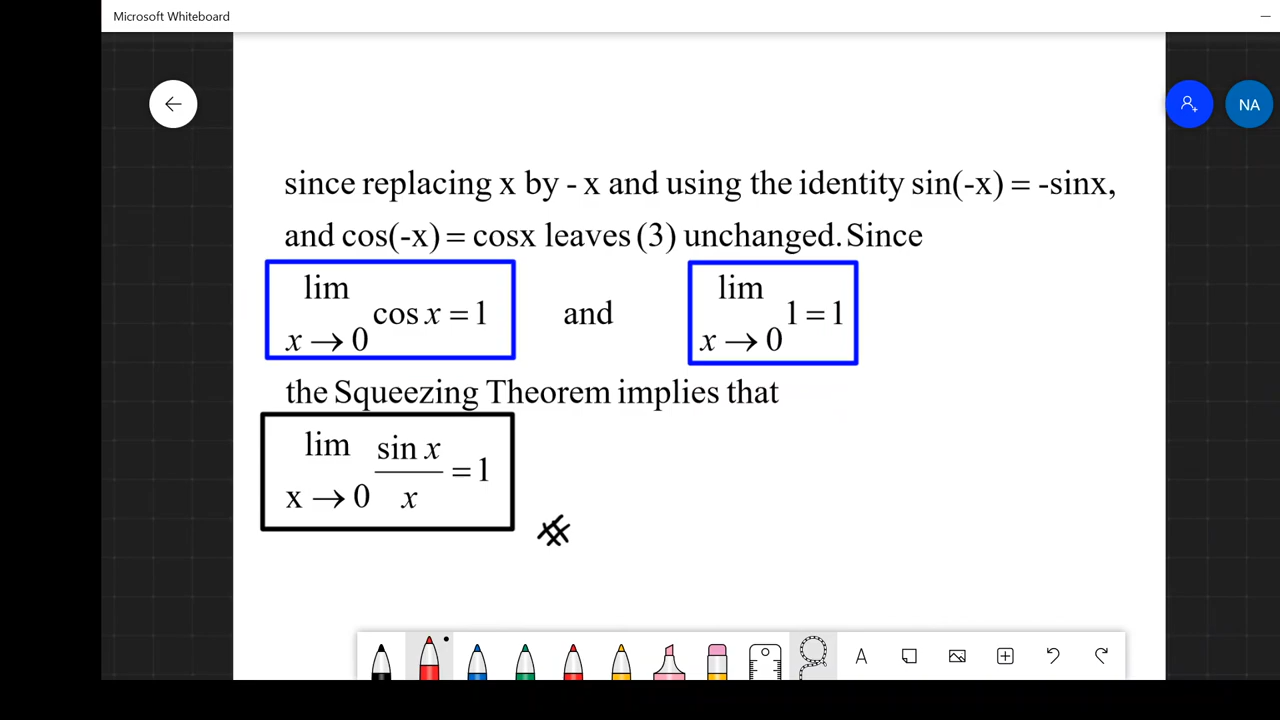 Microsoft Whiteboard
NA
since replacing x by - x and using the identity sin(-x) = -sinx,
and cos(-x) = cosx leaves (3) unchanged. Since
lim x → 0 cos x = 1 and lim x → 0 1 = 1
the Squeezing Theorem implies that
lim x → 0 sin x / x = 1
#
A